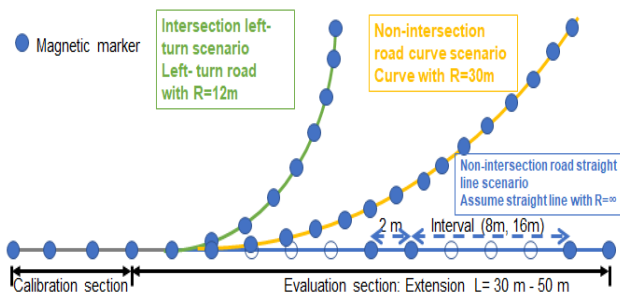 Magnetic marker
Intersection left-
turn scenario
Left- turn road
with R=12m
Non-intersection
road curve scenario
Curve with R=30m
Non-intersection road straight
line scenario
Assume straight line with R=∞
2 m
Interval (8m, 16m)
Calibration section
Evaluation section: Extension L= 30 m - 50 m